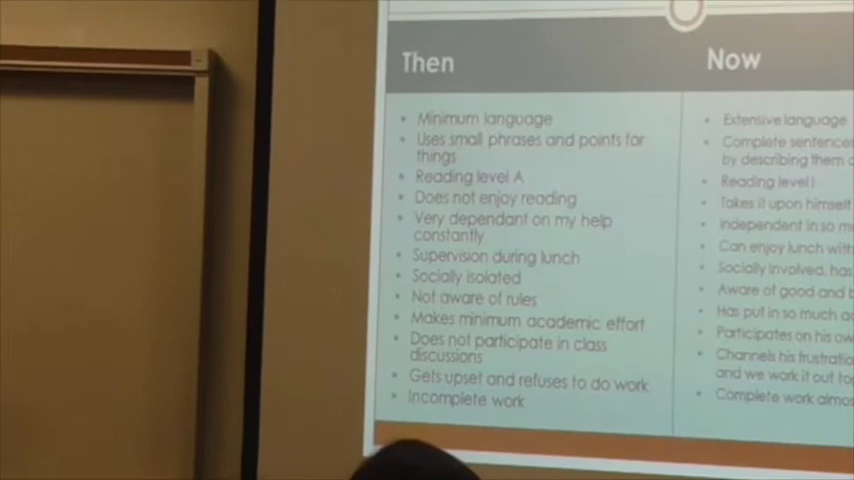 Then
Minimum language
Uses small phrases and points for
things
Reading level A
Does not enjoy reading
Very dependant on my help
constantly
Supervision during lunch
Socially isolated
Not aware of rules
Makes minimum academic effort
Does not participate in class
discussions
Gets upset and refuses to do work
Incomplete work
Now
Extensive language
Complete
by describing them
Reading level
Takes it upon himself
Independent in so
Can enjoy lunch with
Socially involved, has
Aware of good and
Has put in so much
Participates on his
Channels his
and we work it out
Complete work